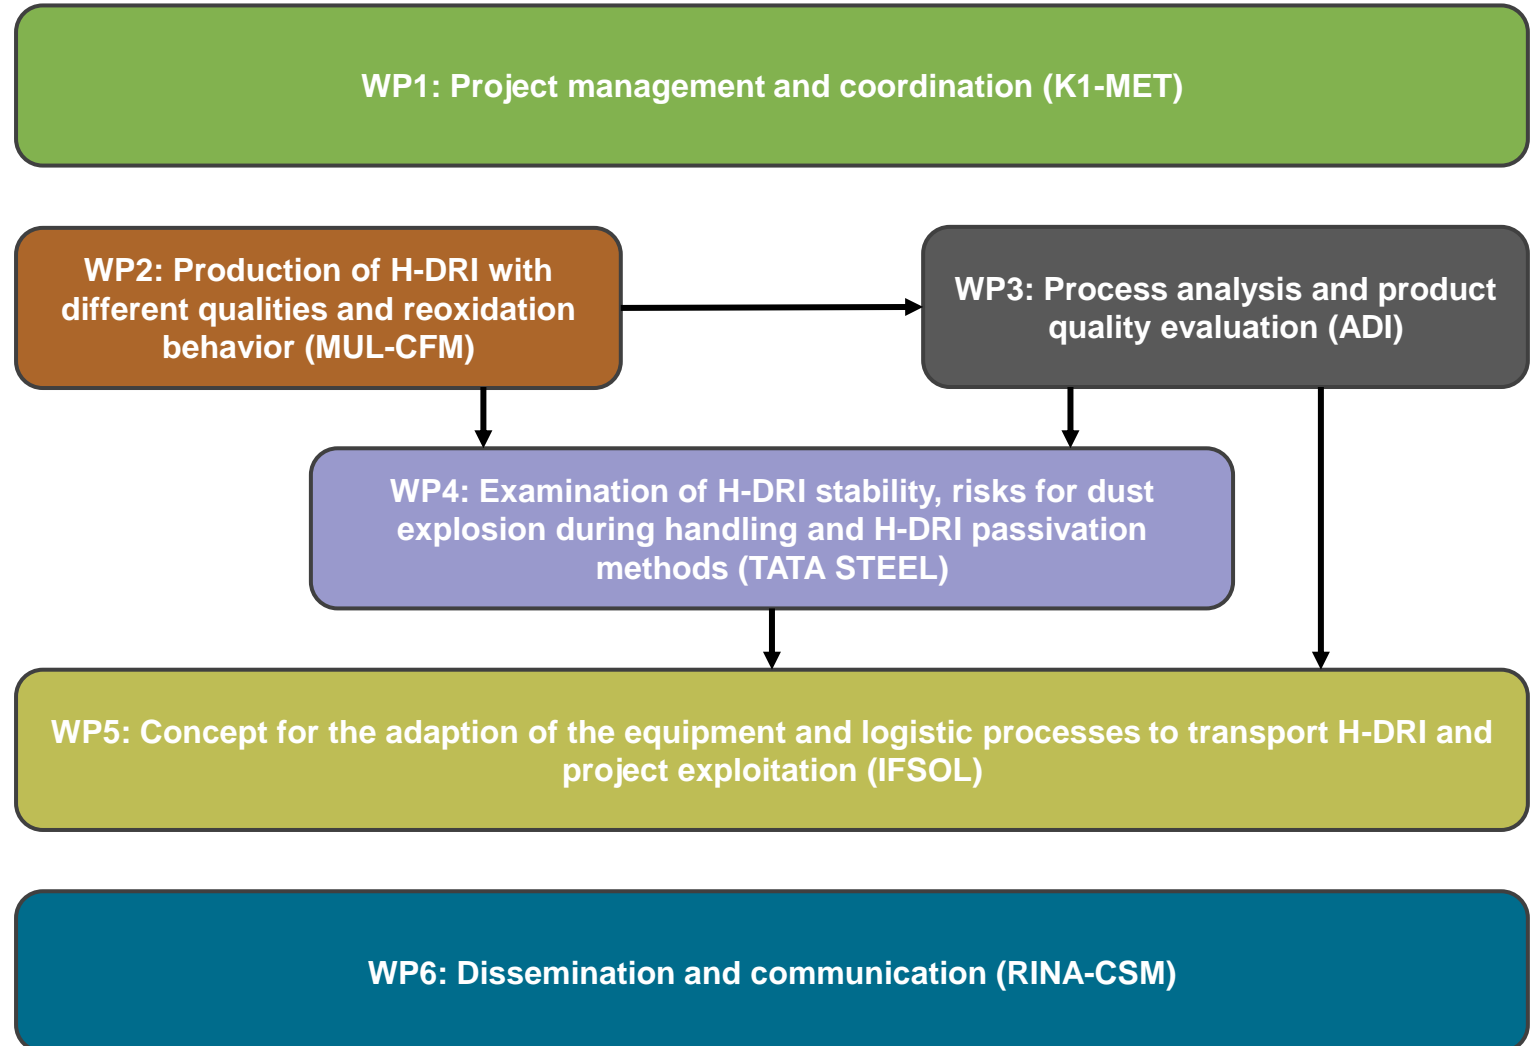 WP1: Project management and coordination (K1-MET)
WP2: Production of H-DRI with
different qualities and reoxidation
behavior (MUL-CFM)
WP3: Process analysis and product
quality evaluation (ADI)
WP4: Examination of H-DRI stability, risks for dust
explosion during handling and H-DRI passivation
methods (TATA STEEL)
WP5: Concept for the adaption of the equipment and logistic processes to transport H-DRI and
project exploitation (IFSOL)
WP6: Dissemination and communication (RINA-CSM)